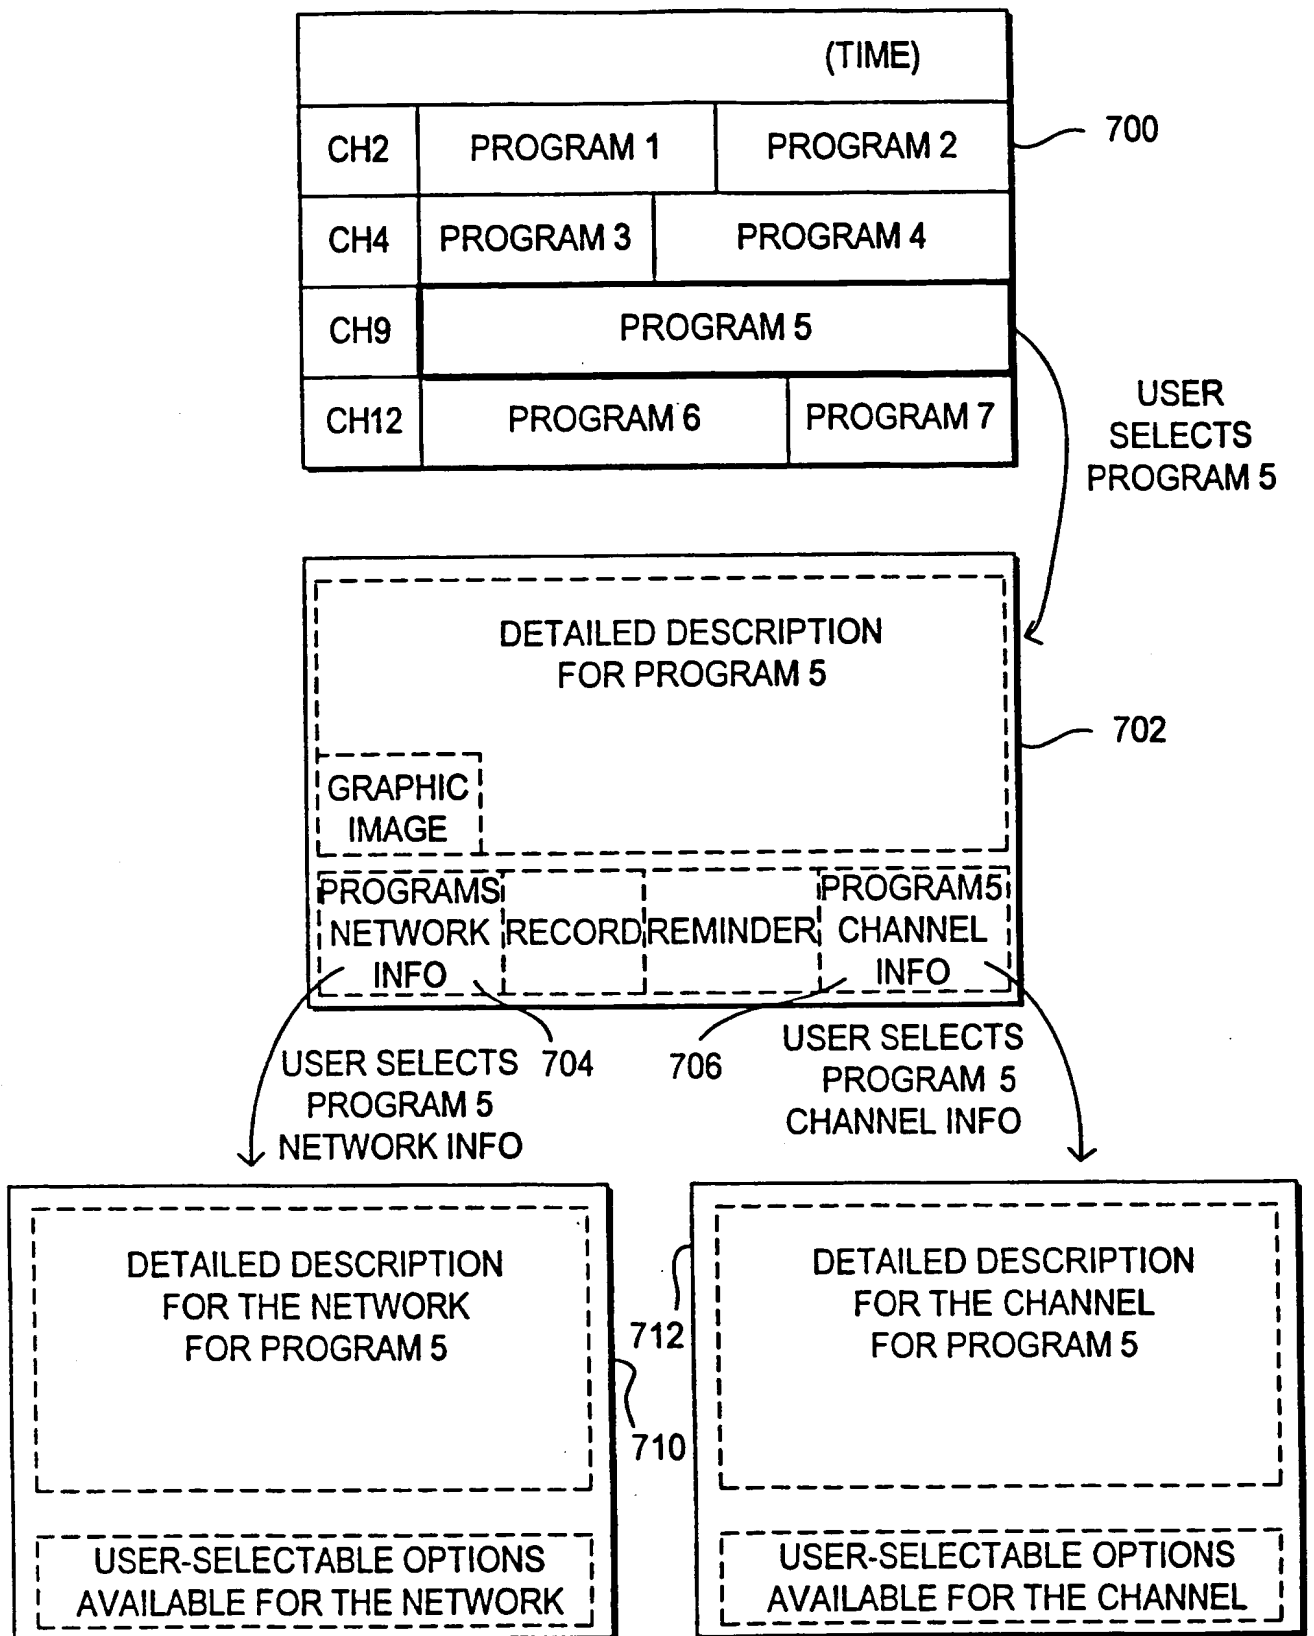 (TIME)
CH2 PROGRAM 1 PROGRAM 2
700
CH4 PROGRAM 3 PROGRAM 4
CH9 PROGRAM 5
CH12 PROGRAM 6 PROGRAM 7
USER
SELECTS
PROGRAM 5
DETAILED DESCRIPTION
FOR PROGRAM 5
702
GRAPHIC
IMAGE
PROGRAMS
NETWORK
INFO
RECORD
REMINDER
PROGRAM5
CHANNEL
INFO
704
706
USER SELECTS
PROGRAM 5
NETWORK INFO
USER SELECTS
PROGRAM 5
CHANNEL INFO
DETAILED DESCRIPTION
FOR THE NETWORK
FOR PROGRAM 5
710
USER-SELECTABLE OPTIONS
AVAILABLE FOR THE NETWORK
712
DETAILED DESCRIPTION
FOR THE CHANNEL
FOR PROGRAM 5
USER-SELECTABLE OPTIONS
AVAILABLE FOR THE CHANNEL